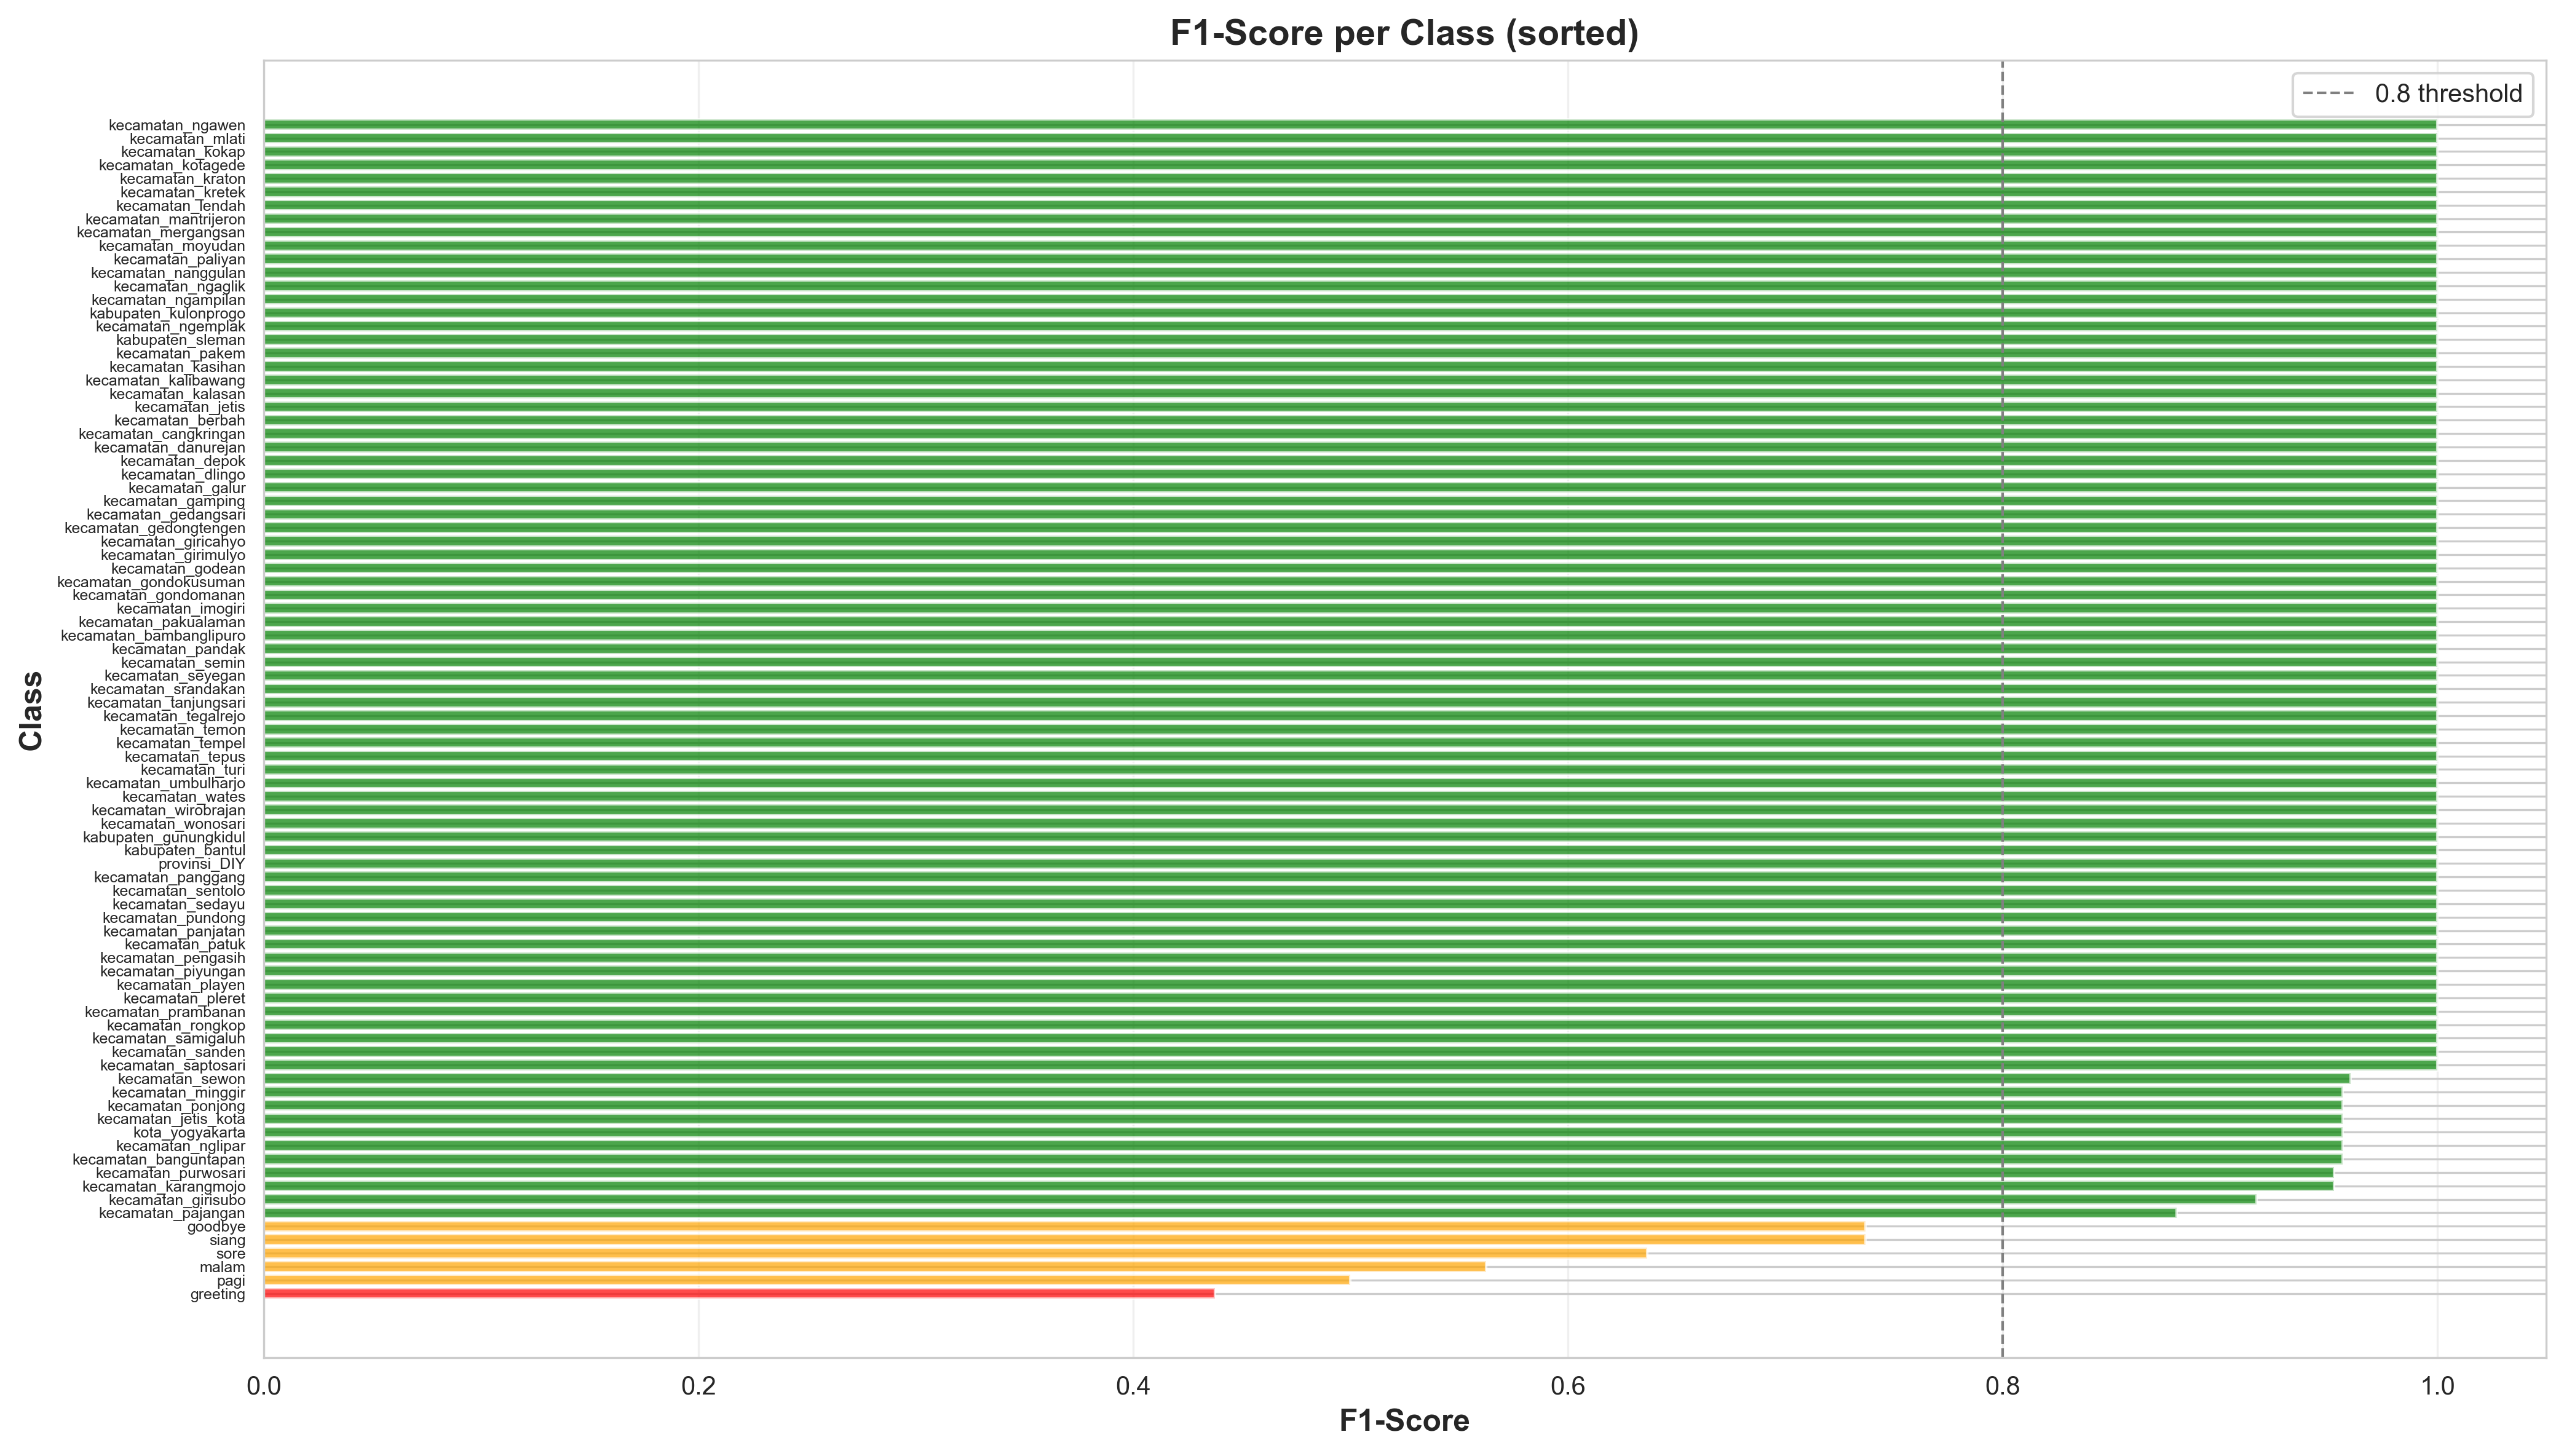 F1-Score per Class (sorted)
0.8 threshold
kecamatan_ngawen
kecamatan_mlati
kecamatan_kokap
kecamatan_kotagede
kecamatan_kraton
kecamatan_kretek
kecamatan_lendah
kecamatan_mantrijeron
kecamatan_mergangsan
kecamatan_moyudan
kecamatan_paliyan
kecamatan_nanggulan
kecamatan_ngaglik
kecamatan_ngampilan
kabupaten_kulonprogo
kecamatan_ngemplak
kabupaten_sleman
kecamatan_pakem
kecamatan_kasihan
kecamatan_kalibawang
kecamatan_kalasan
kecamatan_jetis
kecamatan_berbah
kecamatan_cangkringan
kecamatan_danurejan
kecamatan_depok
kecamatan_dlingo
kecamatan_galur
kecamatan_gamping
kecamatan_gedangsari
kecamatan_gedongtengen
kecamatan_giricahyo
kecamatan_girimulyo
kecamatan_godean
kecamatan_gondokusuman
kecamatan_gondomanan
kecamatan_imogiri
kecamatan_pakualaman
kecamatan_bambanglipuro
kecamatan_pandak
kecamatan_semin
kecamatan_seyegan
kecamatan_srandakan
kecamatan_tanjungsari
kecamatan_tegalrejo
kecamatan_temon
kecamatan_tempel
kecamatan_tepus
kecamatan_turi
kecamatan_umbulharjo
kecamatan_wates
kecamatan_wirobrajan
kecamatan_wonosari
kabupaten_gunungkidul
kabupaten_bantul
provinsi_DIY
kecamatan_panggang
kecamatan_sentolo
kecamatan_sedayu
kecamatan_pundong
kecamatan_panjatan
kecamatan_patuk
kecamatan_pengasih
kecamatan_piyungan
kecamatan_playen
kecamatan_pleret
kecamatan_prambanan
kecamatan_rongkop
kecamatan_samigaluh
kecamatan_sanden
kecamatan_saptosari
kecamatan_sewon
kecamatan_minggir
kecamatan_ponjong
kecamatan_jetis_kota
kota_yogyakarta
kecamatan_nglipar
kecamatan_banguntapan
kecamatan_purwosari
kecamatan_karangmojo
kecamatan_girisubo
kecamatan_pajangan
goodbye
siang
sore
malam
pagi
greeting
Class
0.0 0.2 0.4 0.6 0.8 1.0
F1-Score